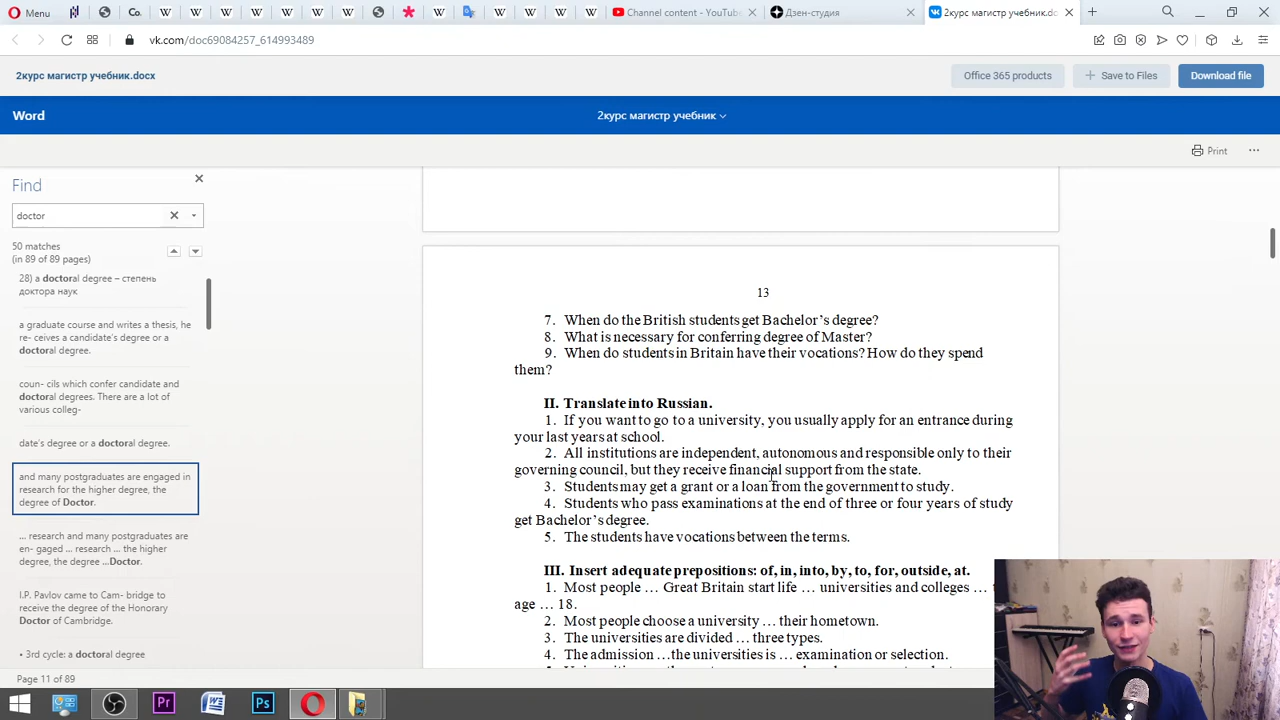 Menu
Co.
Channel content - YouTube
Дзен-студия
2курс магистр учебник.do
vk.com/doc69084257_614993489
2курс магистр учебник.docx
Office 365 products
Save to Files
Download file
Word
2курс магистр учебник
Print
Find
doctor
50 matches
(in 89 of 89 pages)
28) a doctoral degree – степень
доктора наук
a graduate course and writes a thesis, he
re- ceives a candidate's degree or a
doctoral degree.
coun- cils which confer candidate and
doctoral degrees. There are a lot of
various colleg-
date's degree or a doctoral degree.
and many postgraduates are engaged in
research for the higher degree, the
degree of Doctor.
... research and many postgraduates are
en- gaged ... research ... the higher
degree, the degree ...Doctor.
I.P. Pavlov came to Cam- bridge to
receive the degree of the Honorary
Doctor of Cambridge.
• 3rd cycle: a doctoral degree
Page 11 of 89
13
7. When do the British students get Bachelor's degree?
8. What is necessary for conferring degree of Master?
9. When do students in Britain have their vocations? How do they spend
them?
II. Translate into Russian.
1. If you want to go to a university, you usually apply for an entrance during
your last years at school.
2. All institutions are independent, autonomous and responsible only to their
governing council, but they receive financial support from the state.
3. Students may get a grant or a loan from the government to study.
4. Students who pass examinations at the end of three or four years of study
get Bachelor's degree.
5. The students have vocations between the terms.
III. Insert adequate prepositions: of, in, into, by, to, for, outside, at.
1. Most people … Great Britain start life … universities and colleges …
age … 18.
2. Most people choose a university … their hometown.
3. The universities are divided … three types.
4. The admission …the universities is … examination or selection.
Pr
Ps